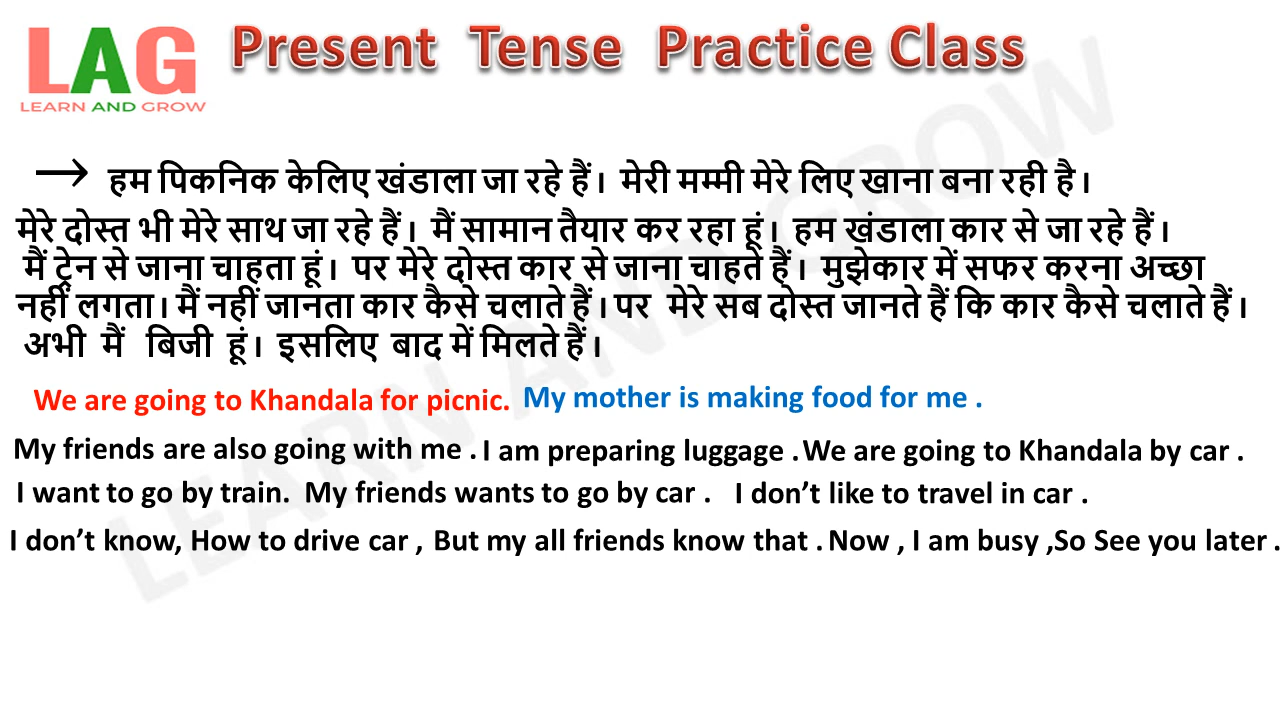 LAG
LEARN AND GROW
Present Tense Practice Class
→ हम पिकनिक केलिए खंडाला जा रहे हैं। मेरी मम्मी मेरे लिए खाना बना रही है।
मेरे दोस्त भी मेरे साथ जा रहे हैं। मैं सामान तैयार कर रहा हूं। हम खंडाला कार से जा रहे हैं।
मैं ट्रेन से जाना चाहता हूं। पर मेरे दोस्त कार से जाना चाहते हैं। मुझेकार में सफर करना अच्छा
नहीं लगता। मैं नहीं जानता कार कैसे चलाते हैं। पर मेरे सब दोस्त जानते हैं कि कार कैसे चलाते हैं।
अभी मैं बिजी हूं। इसलिए बाद में मिलते हैं।
We are going to Khandala for picnic. My mother is making food for me .
My friends are also going with me . I am preparing luggage . We are going to Khandala by car .
I want to go by train. My friends wants to go by car . I don’t like to travel in car .
I don’t know, How to drive car , But my all friends know that . Now , I am busy ,So See you later .
LEARN AND GROW